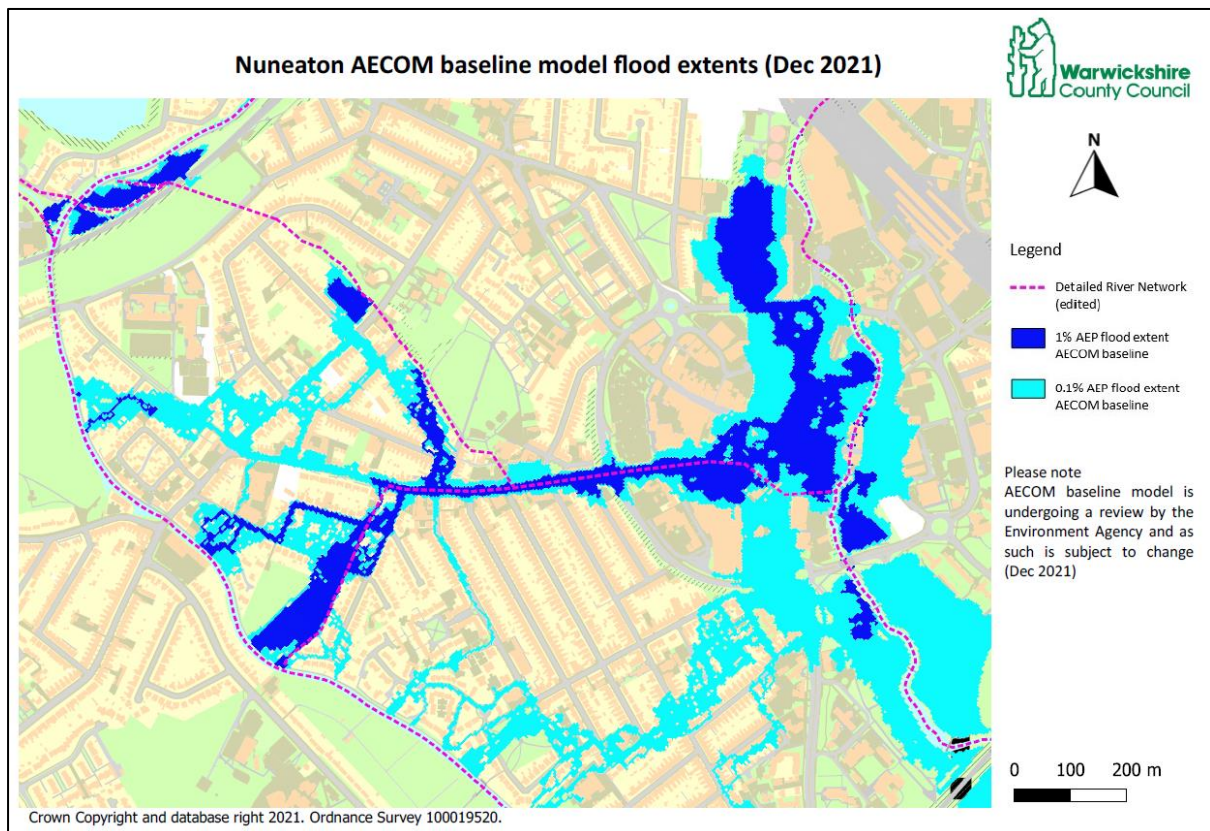 Nuneaton AECOM baseline model flood extents (Dec 2021)
Warwickshire
County Council
N
Legend
Detailed River Network
(edited)
1% AEP flood extent
AECOM baseline
0.1% AEP flood extent
AECOM baseline
Please note
AECOM baseline model is
undergoing a review by the
Environment Agency and as
such is subject to change
(Dec 2021)
0 100 200 m
Crown Copyright and database right 2021. Ordnance Survey 100019520.